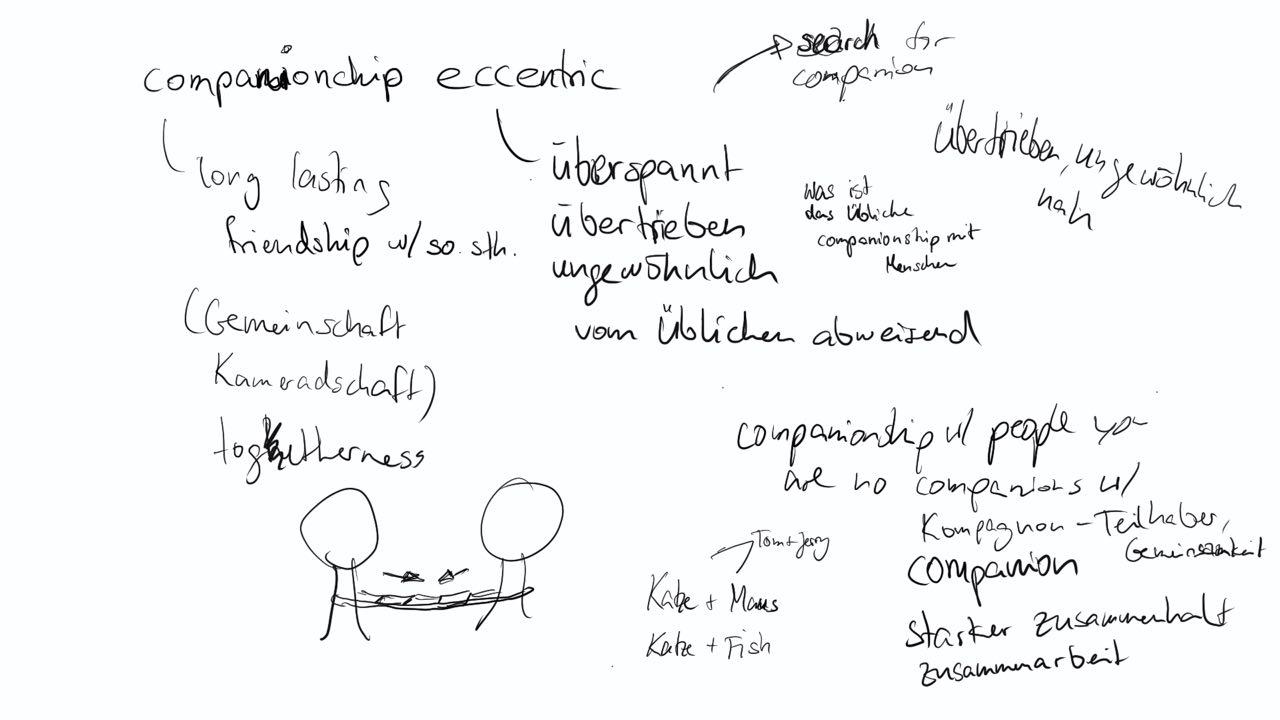 companionchip eccentric
search for
companion
long lasting
friendship w/ so. sth.
(Gemeinschaft
Kameradschaft)
togetherness
überspannt
übertrieben
ungewöhnlich
vom Üblichen abweisend
was ist
das Übliche
companionship mit
Menschen
übertrieben, ungewöhnlich
nah
companionship w/ people you
are no companions w/
Kompagnon - Teilhaber,
Gemeinsamkeit
companion
starker zusammenhalt
zusammenarbeit
Tom + Jerry
Katze + Maus
Katze + Fish